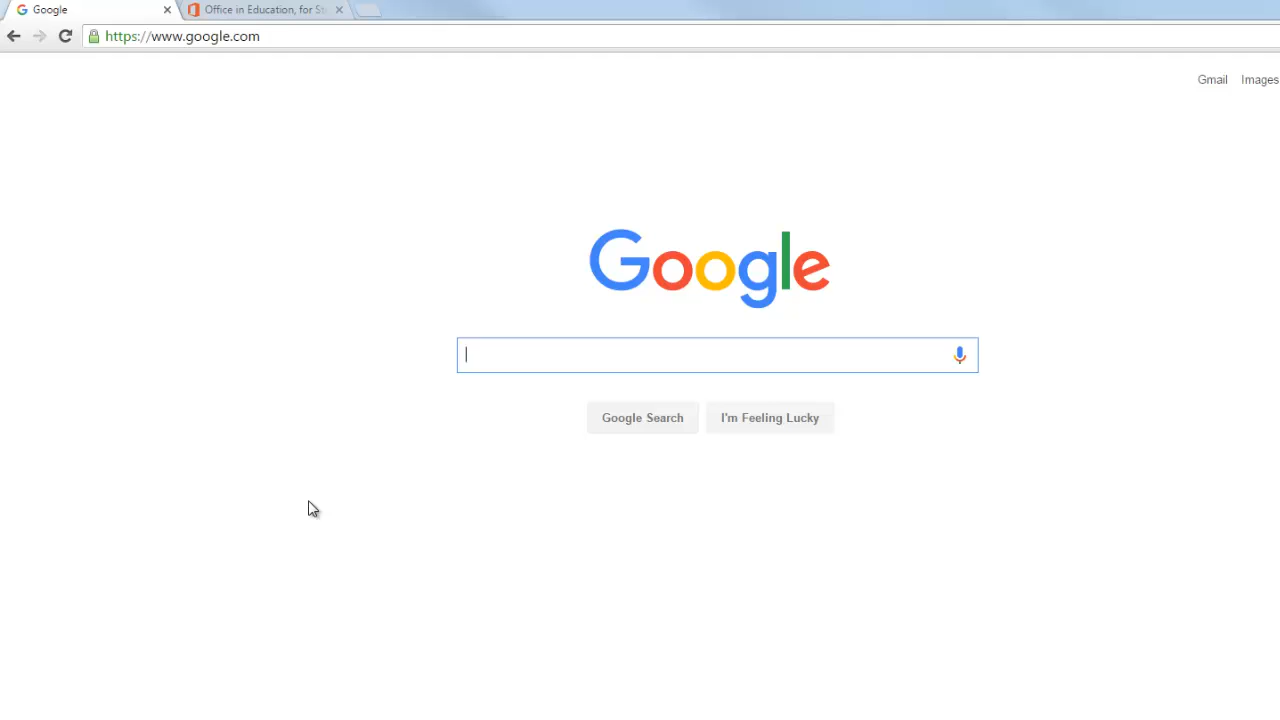 Google
Office in Education, for St
https://www.google.com
Gmail Images
Google
Google Search I'm Feeling Lucky